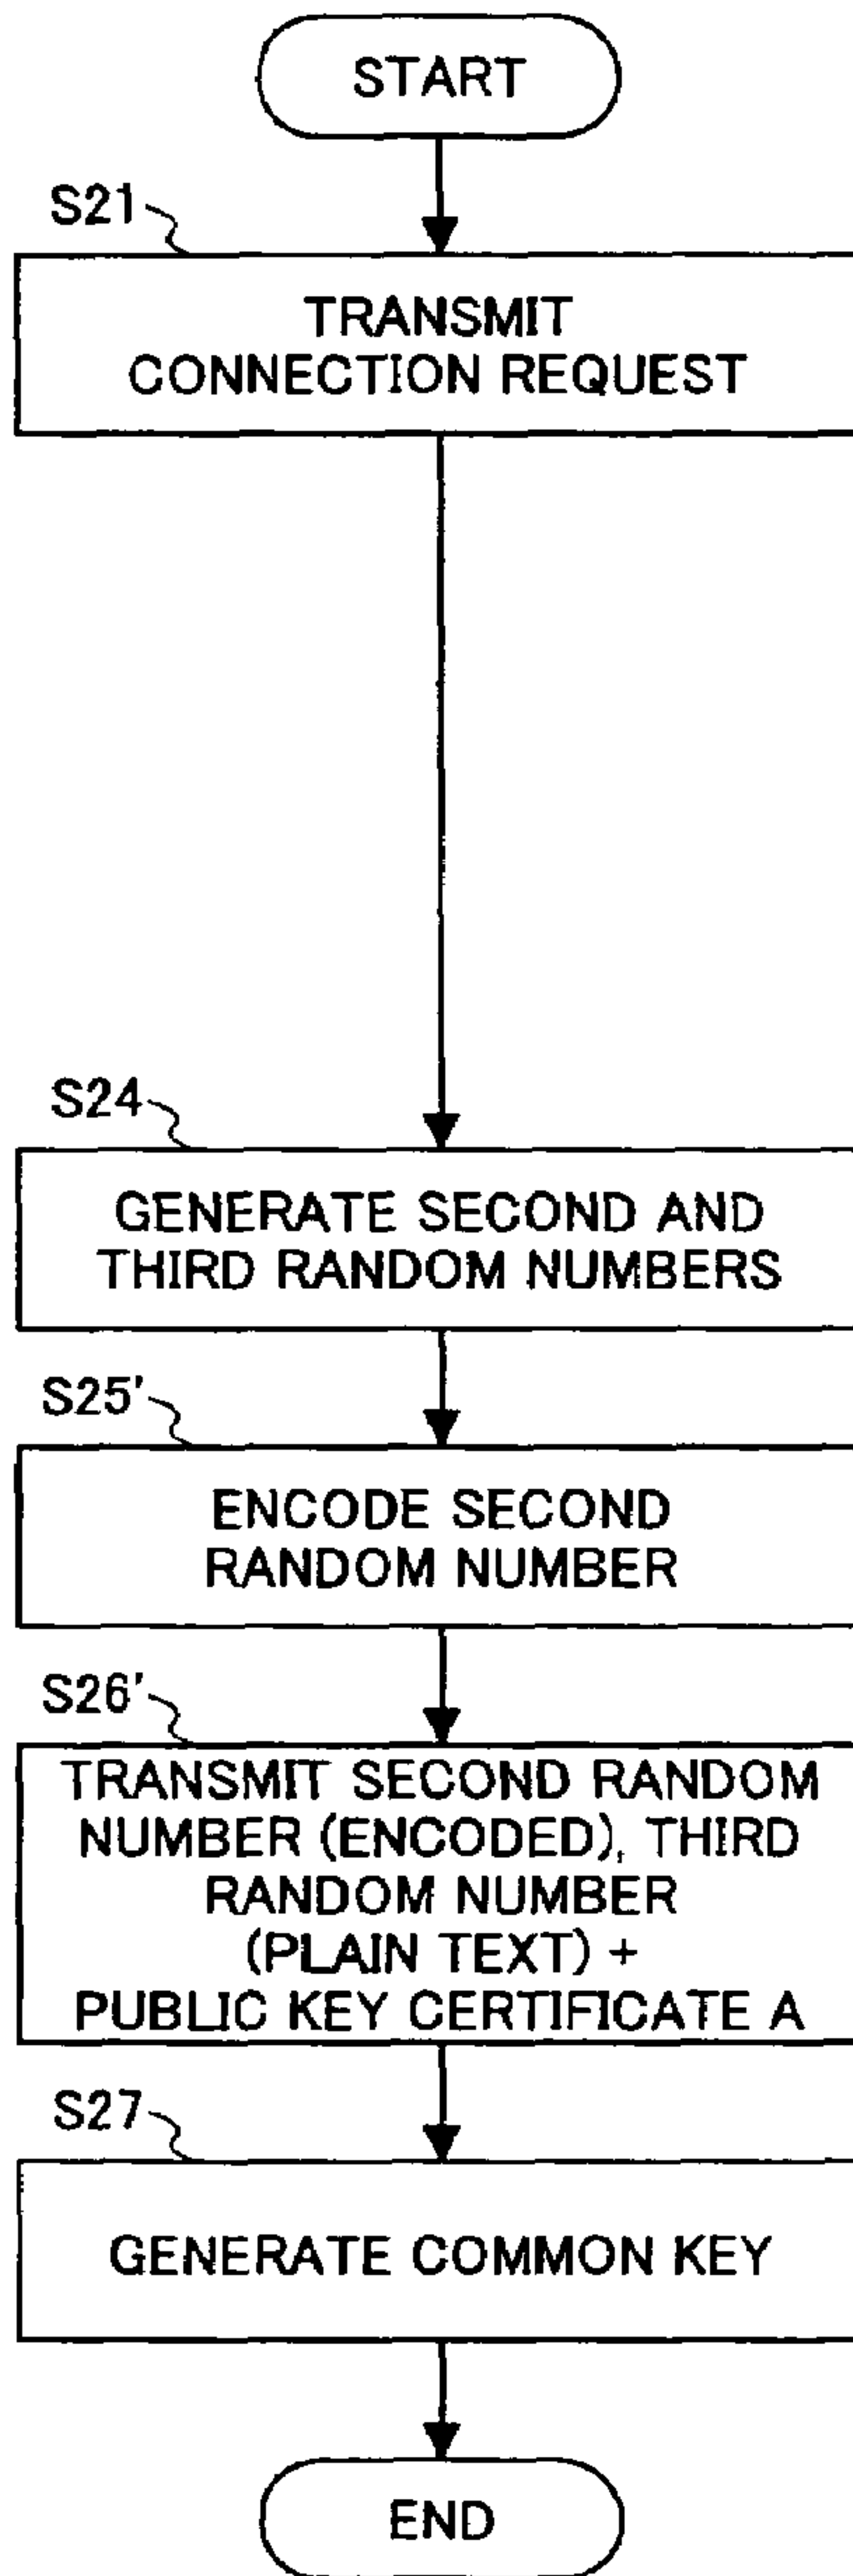 START
S21
TRANSMIT
CONNECTION REQUEST
S24
GENERATE SECOND AND
THIRD RANDOM NUMBERS
S25'
ENCODE SECOND
RANDOM NUMBER
S26'
TRANSMIT SECOND RANDOM
NUMBER (ENCODED), THIRD
RANDOM NUMBER
(PLAIN TEXT) +
PUBLIC KEY CERTIFICATE A
S27
GENERATE COMMON KEY
END